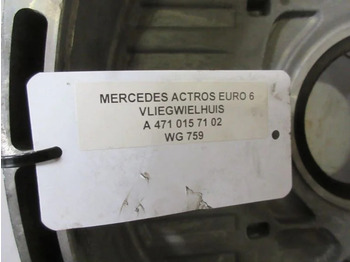 MERCEDES ACTROS EURO 6
VLIEGWIELHUIS
A 471 015 71 02
WG 759